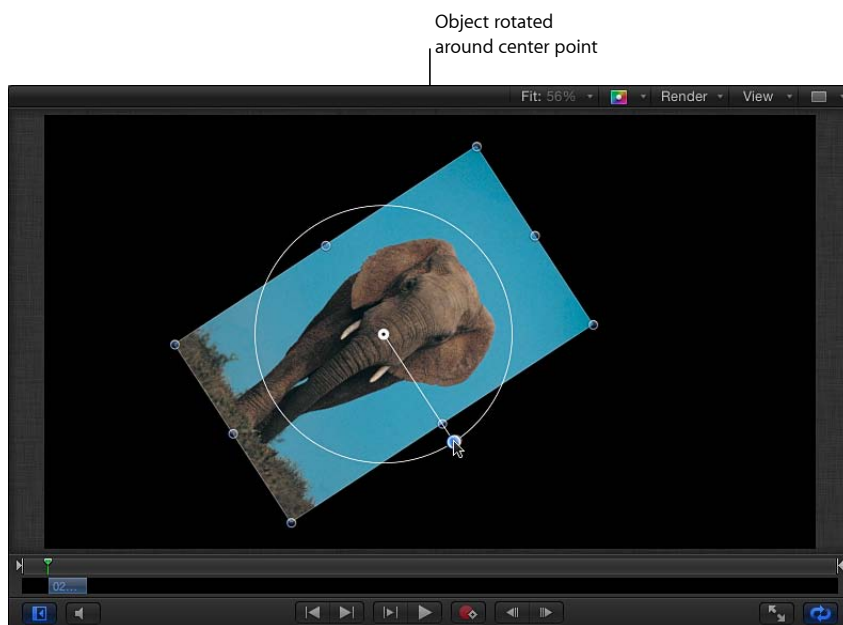 Object rotated
around center point
Fit: 56%
Render
View
02...